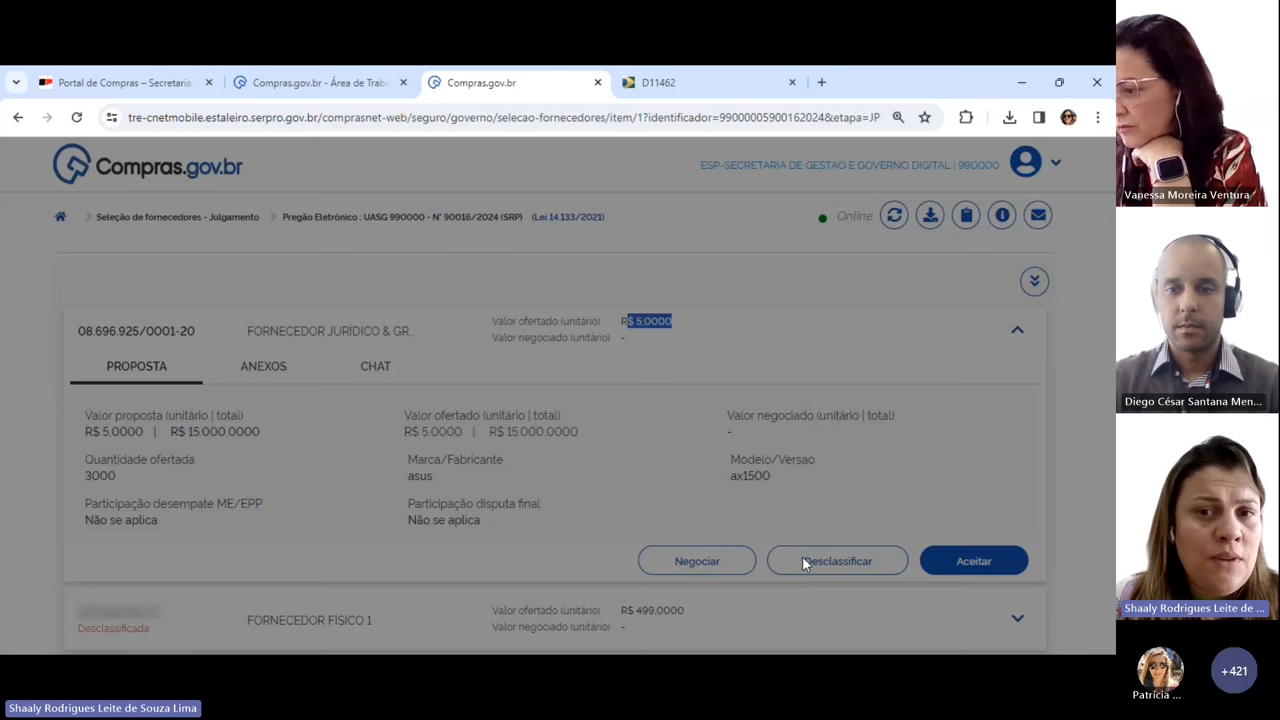 Portal de Compras – Secretaria
Compras.gov.br - Área de Trab
Compras.gov.br
D11462
tre-cnetmobile.estaleiro.serpro.gov.br/comprasnet-web/seguro/governo/selecao-fornecedores/item/1?identificador=99000005900162024&etapa=JP
Compras.gov.br
ESP-SECRETARIA DE GESTAO E GOVERNO DIGITAL | 990000
Seleção de fornecedores - Julgamento
Pregão Eletrônico : UASG 990000 - N° 90016/2024 (SRP) (Lei 14.133/2021)
Online
08.696.925/0001-20
FORNECEDOR JURÍDICO & GR...
Valor ofertado (unitário) R$ 5,0000
Valor negociado (unitário) -
PROPOSTA
ANEXOS
CHAT
Valor proposta (unitário | total)
R$ 5,0000 | R$ 15.000,0000
Valor ofertado (unitário | total)
R$ 5,0000 | R$ 15.000,0000
Valor negociado (unitário | total)
-
Quantidade ofertada
3000
Marca/Fabricante
asus
Modelo/Versao
ax1500
Participação desempate ME/EPP
Não se aplica
Participação disputa final
Não se aplica
Negociar
Desclassificar
Aceitar
Desclassificada
FORNECEDOR FÍSICO 1
Valor ofertado (unitário) R$ 499,0000
Valor negociado (unitário) -
Vanessa Moreira Ventura
Diego César Santana Men...
Shaaly Rodrigues Leite de ...
Patrícia ...
+421
Shaaly Rodrigues Leite de Souza Lima